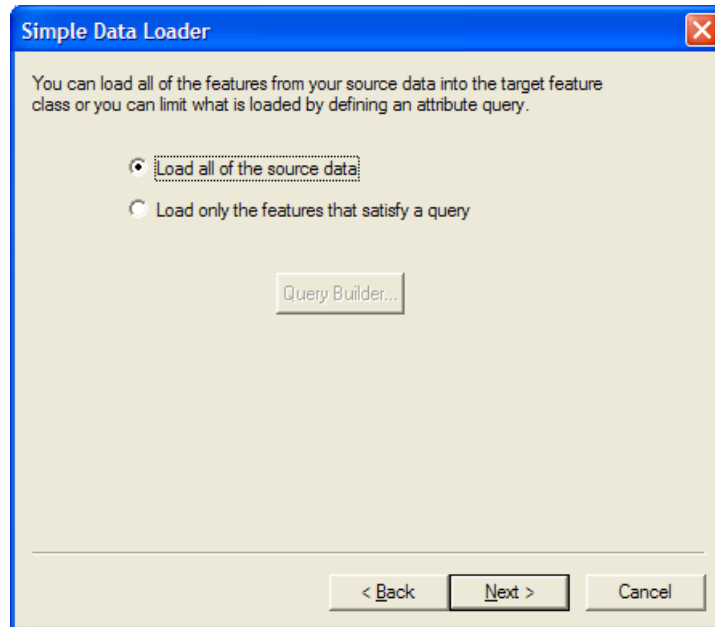 Simple Data Loader
You can load all of the features from your source data into the target feature
class or you can limit what is loaded by defining an attribute query.
Load all of the source data
Load only the features that satisfy a query
Query Builder...
< Back
Next >
Cancel